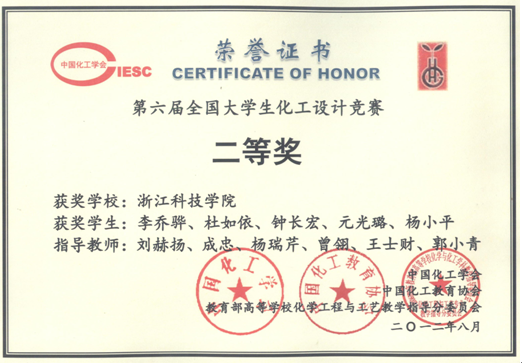 中国化工学会
CIESC
荣誉证书
CERTIFICATE OF HONOR
第六届全国大学生化工设计竞赛
二等奖
获奖学校：浙江科技学院
获奖学生：李乔骅、杜如依、钟长宏、元光璐、杨小平
指导教师：刘赫扬、成忠、杨瑞芹、曾翎、王士财、郭小青
中国化工学会
中国化工教育协会
教育部高等学校化学工程与工艺教学指导分委员会
二〇一二年八月